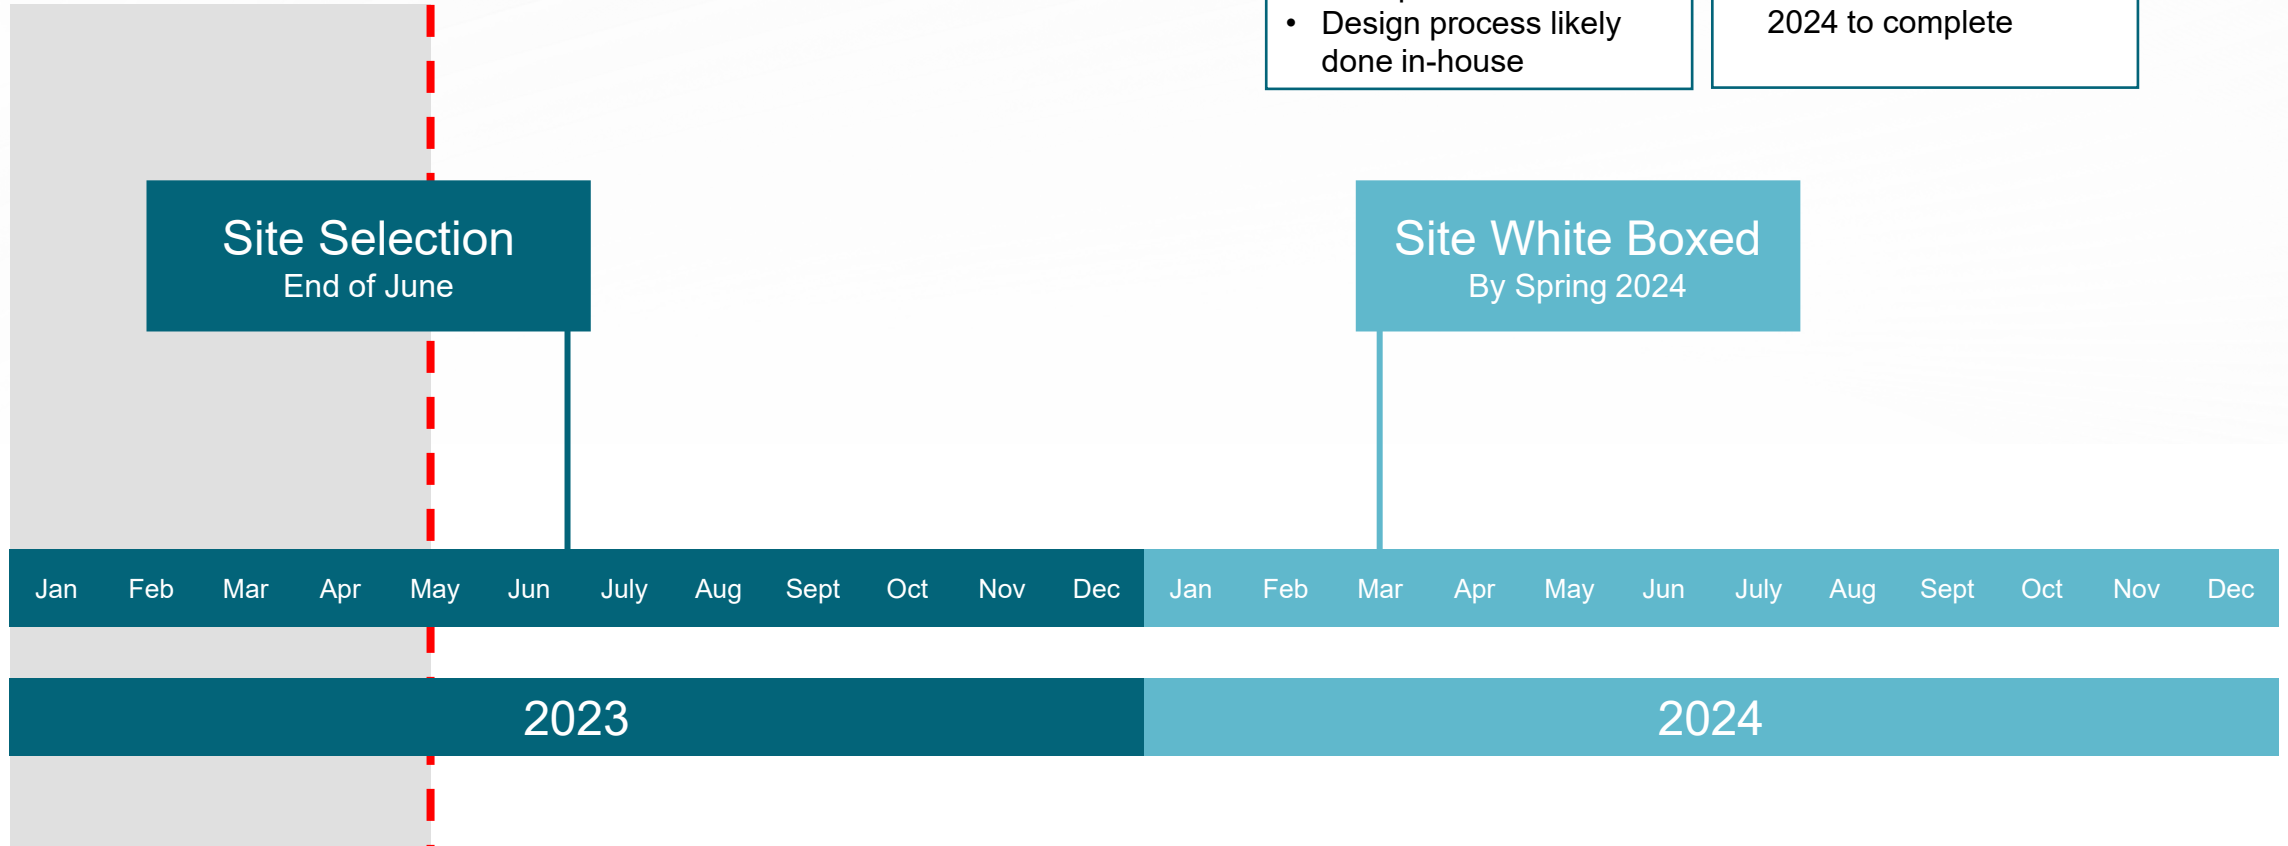 • Design process likely
done in-house
2024 to complete
Site Selection
End of June
Site White Boxed
By Spring 2024
Jan Feb Mar Apr May Jun July Aug Sept Oct Nov Dec Jan Feb Mar Apr May Jun July Aug Sept Oct Nov Dec
2023 2024